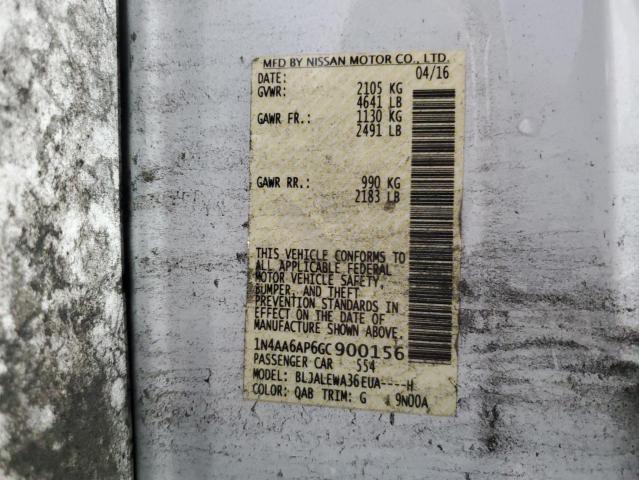 MFD BY NISSAN MOTOR CO., LTD.
DATE: 04/16
GVWR: 2105 KG
4641 LB
GAWR FR.: 1130 KG
2491 LB
GAWR RR.: 990 KG
2183 LB
THIS VEHICLE CONFORMS TO
ALL APPLICABLE FEDERAL
MOTOR VEHICLE SAFETY,
BUMPER, AND THEFT
PREVENTION STANDARDS IN
EFFECT ON THE DATE OF
MANUFACTURE SHOWN ABOVE.
1N4AA6AP6GC900156
PASSENGER CAR 554
MODEL: BLJALEWA36EUA----H
COLOR: QAB TRIM: G 9N00A